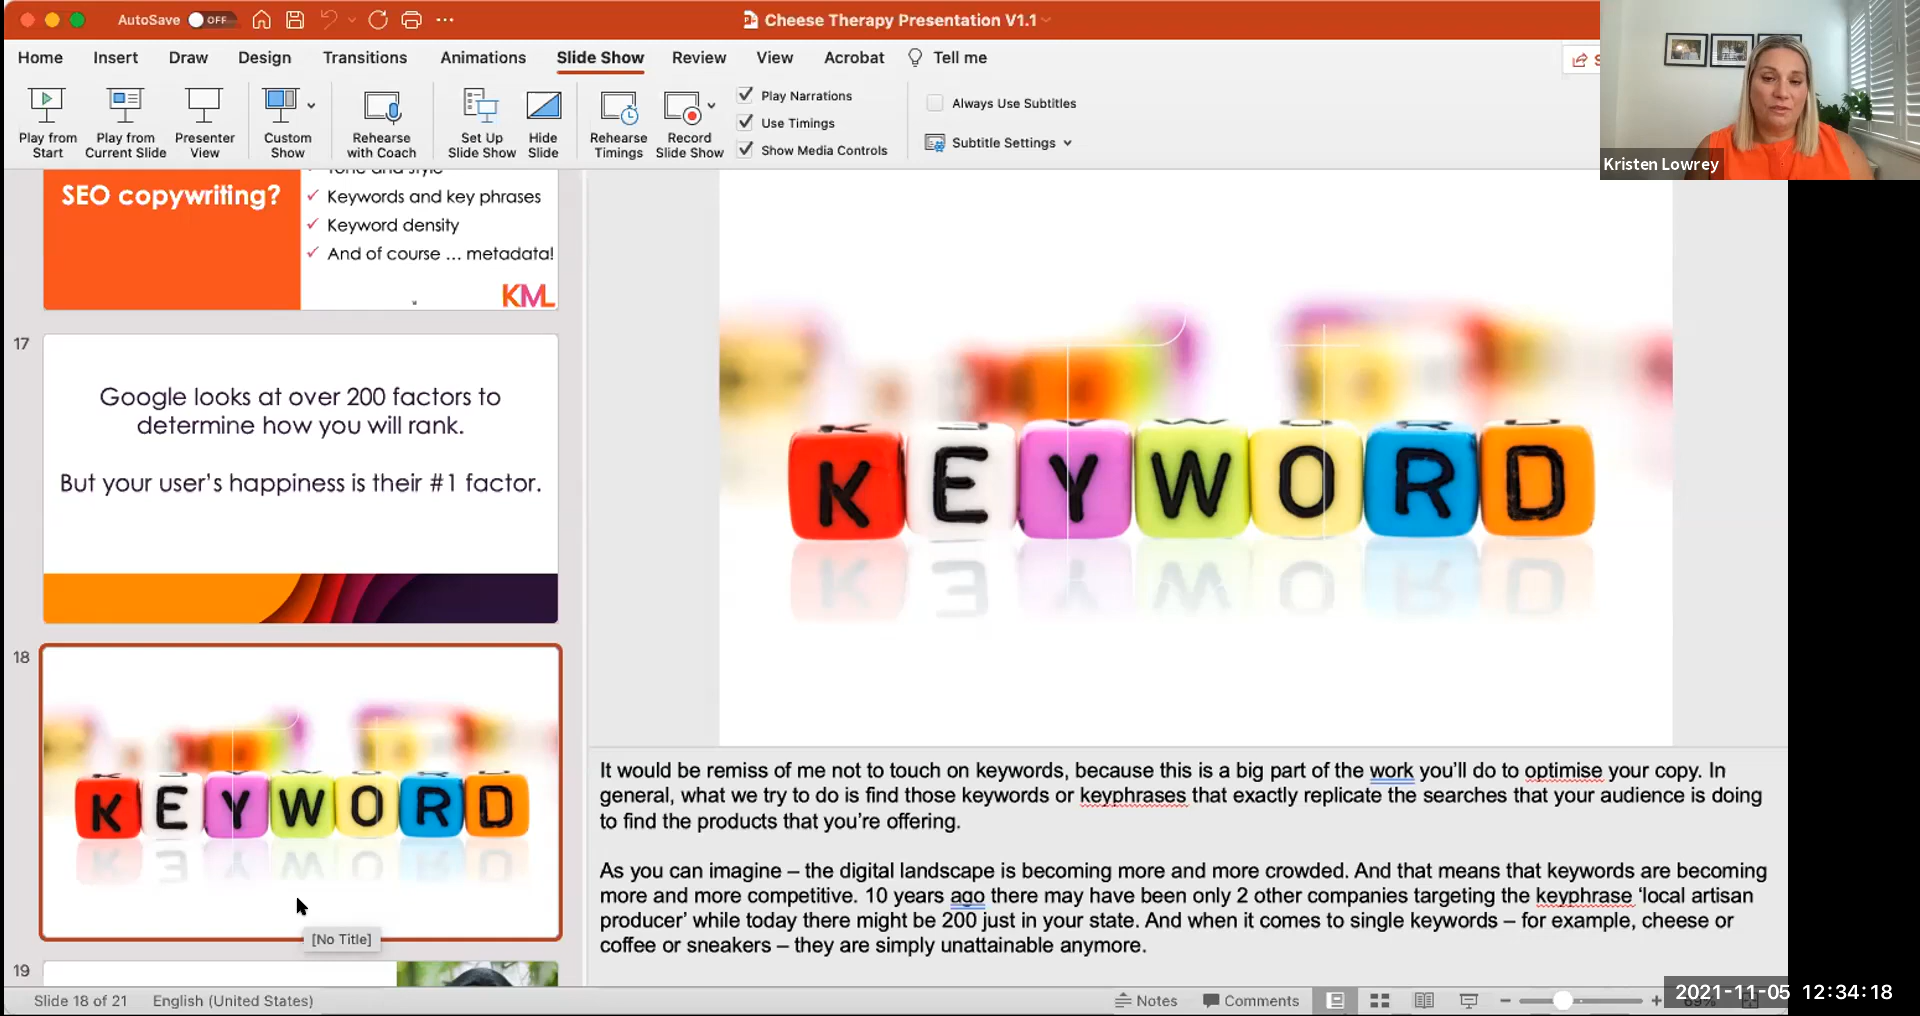 AutoSave OFF
Cheese Therapy Presentation V1.1
Home Insert Draw Design Transitions Animations Slide Show Review View Acrobat Tell me
Play from Start
Play from Current Slide
Presenter View
Custom Show
Rehearse with Coach
Set Up Slide Show
Hide Slide
Rehearse Timings
Record Slide Show
Play Narrations
Use Timings
Show Media Controls
Always Use Subtitles
Subtitle Settings
Kristen Lowrey
SEO copywriting?
Tone and style
Keywords and key phrases
Keyword density
And of course ... metadata!
KML
17
Google looks at over 200 factors to
determine how you will rank.
But your user's happiness is their #1 factor.
18
KEYWORD
[No Title]
19
KEYWORD
It would be remiss of me not to touch on keywords, because this is a big part of the work you'll do to optimise your copy. In
general, what we try to do is find those keywords or keyphrases that exactly replicate the searches that your audience is doing
to find the products that you're offering.
As you can imagine – the digital landscape is becoming more and more crowded. And that means that keywords are becoming
more and more competitive. 10 years ago there may have been only 2 other companies targeting the keyphrase 'local artisan
producer' while today there might be 200 just in your state. And when it comes to single keywords – for example, cheese or
coffee or sneakers – they are simply unattainable anymore.
Slide 18 of 21 English (United States)
Notes Comments
2021-11-05 12:34:18